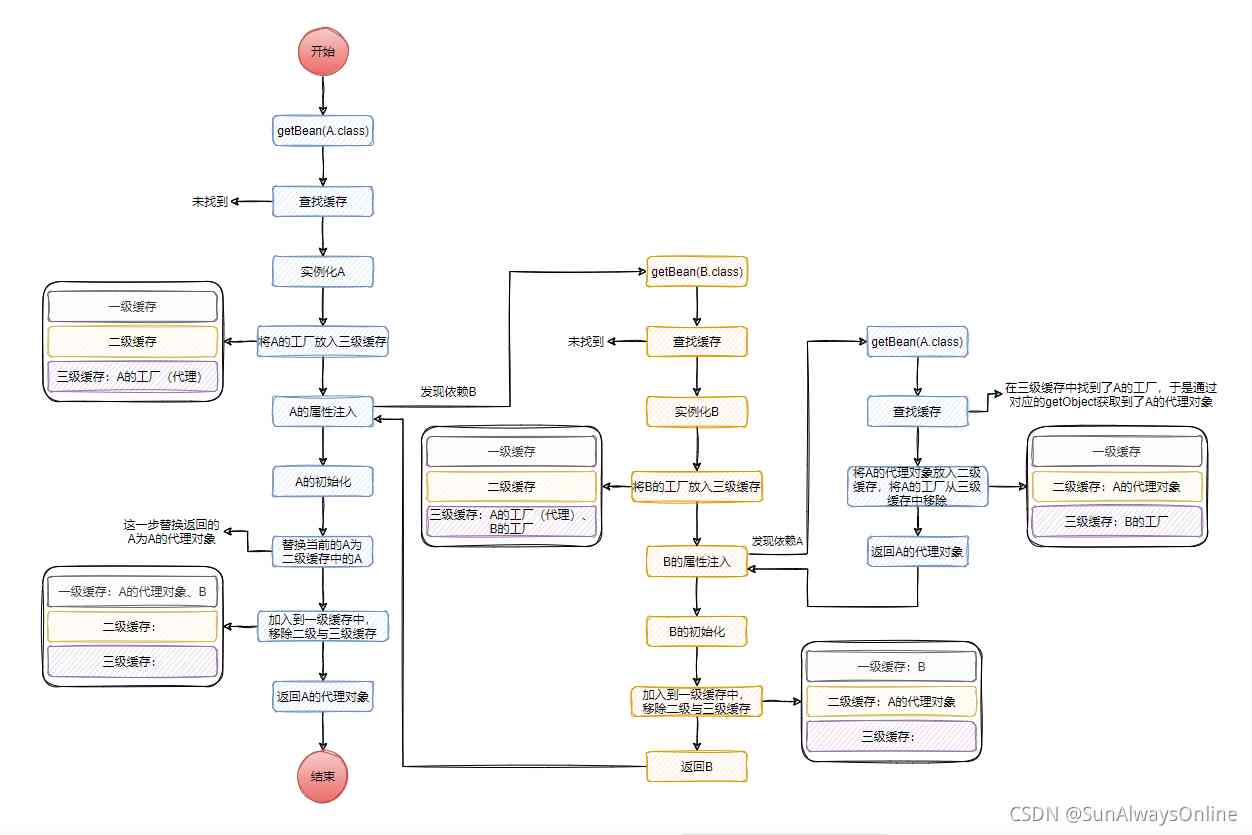 开始
getBean(A.class)
未找到
查找缓存
实例化A
一级缓存
二级缓存
三级缓存：A的工厂（代理）
将A的工厂放入三级缓存
A的属性注入
发现依赖B
A的初始化
这一步替换返回的
A为A的代理对象
替换当前的A为
二级缓存中的A
一级缓存：A的代理对象、B
二级缓存：
三级缓存：
加入到一级缓存中，
移除二级与三级缓存
返回A的代理对象
结束
getBean(B.class)
未找到
查找缓存
实例化B
一级缓存
二级缓存
三级缓存：A的工厂（代理）、
B的工厂
将B的工厂放入三级缓存
B的属性注入
发现依赖A
B的初始化
加入到一级缓存中，
移除二级与三级缓存
一级缓存：B
二级缓存：A的代理对象
三级缓存：
返回B
getBean(A.class)
查找缓存
在三级缓存中找到了A的工厂，于是通过
对应的getObject获取到了A的代理对象
将A的代理对象放入二级
缓存，将A的工厂从三级
缓存中移除
一级缓存
二级缓存：A的代理对象
三级缓存：B的工厂
返回A的代理对象
CSDN @SunAlwaysOnline